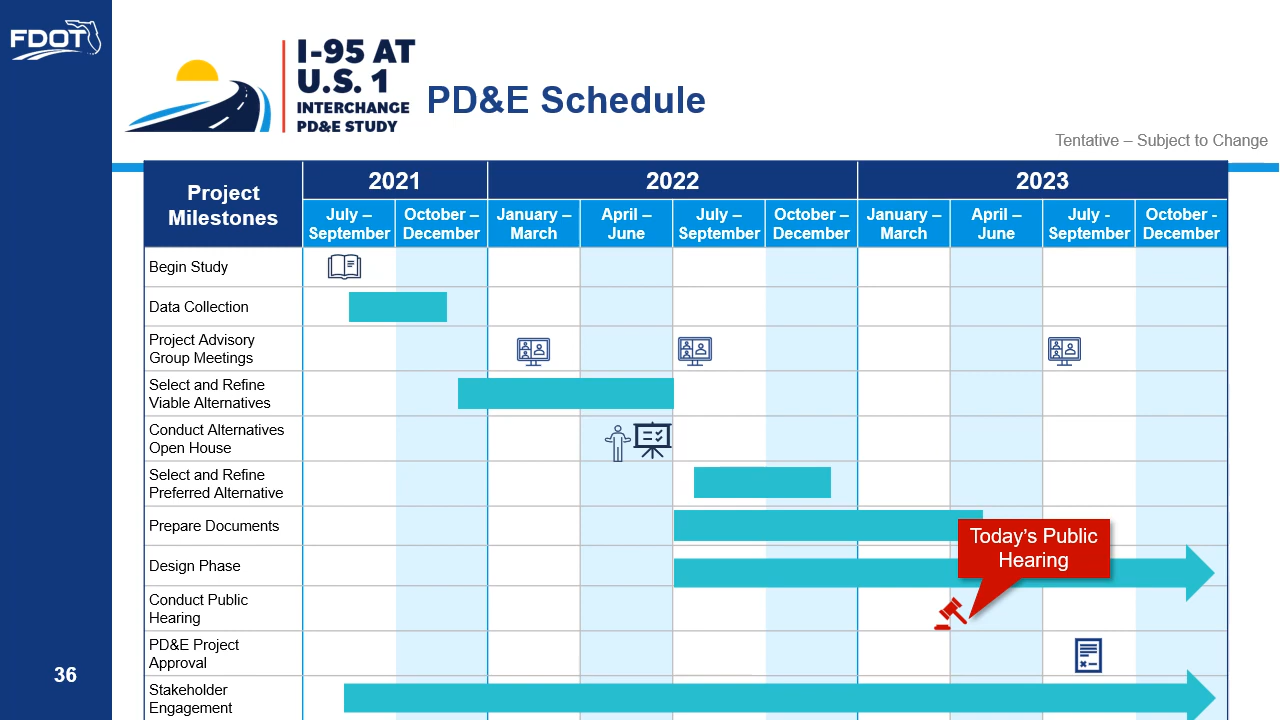 FDOT
I-95 AT
U.S. 1
INTERCHANGE
PD&E STUDY
PD&E Schedule
Tentative – Subject to Change
Project
Milestones
2021
2022
2023
July –
September
October –
December
January –
March
April –
June
July –
September
October –
December
January –
March
April –
June
July -
September
October -
December
Begin Study
Data Collection
Project Advisory
Group Meetings
Select and Refine
Viable Alternatives
Conduct Alternatives
Open House
Select and Refine
Preferred Alternative
Prepare Documents
Today's Public
Hearing
Design Phase
Conduct Public
Hearing
PD&E Project
Approval
Stakeholder
Engagement
36